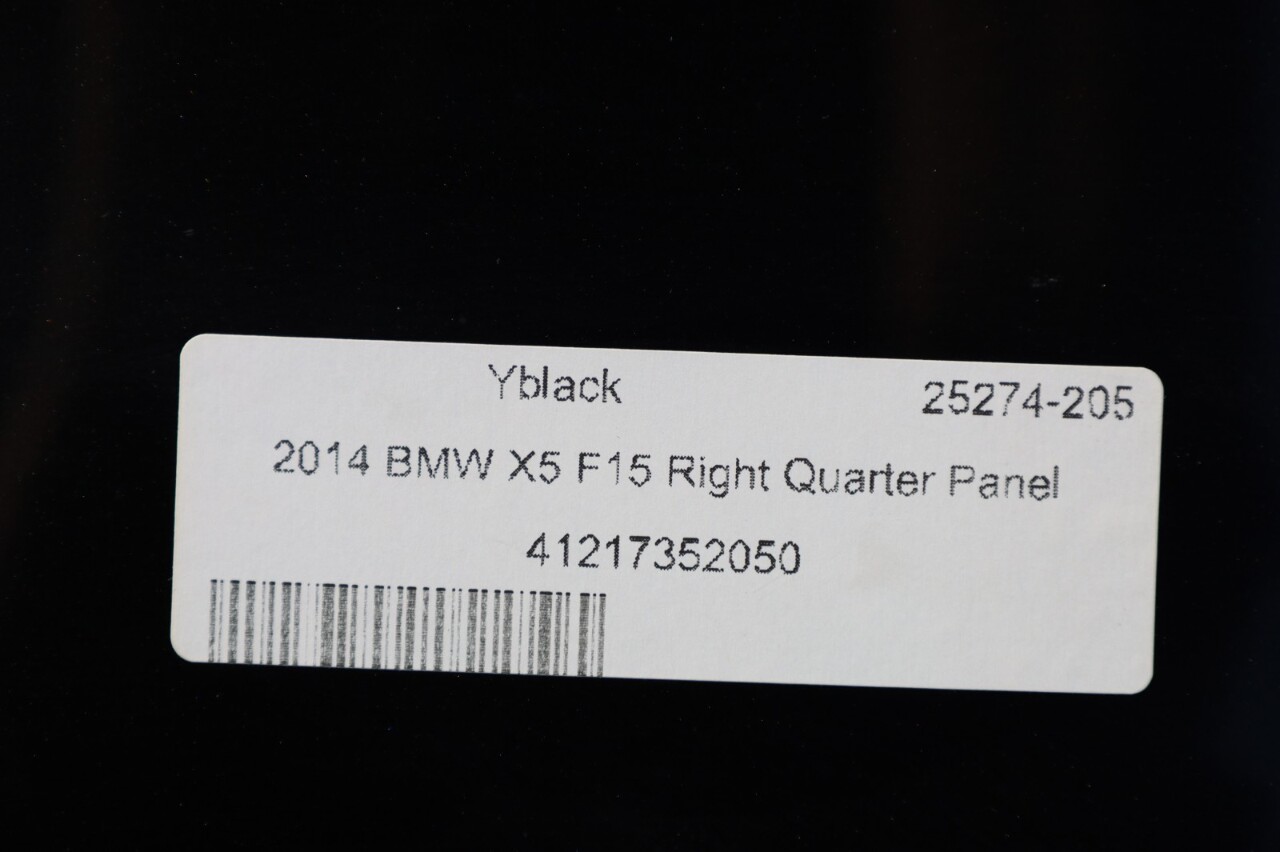 Yblack 25274-205
2014 BMW X5 F15 Right Quarter Panel
41217352050